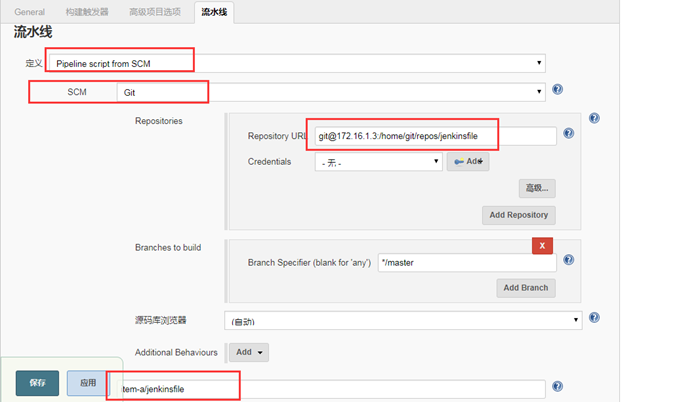 General 构建触发器 高级项目选项 流水线
流水线
定义 Pipeline script from SCM
SCM Git
Repositories
Repository URL git@172.16.1.3:/home/git/repos/jenkinsfile
Credentials - 无 - Add
高级...
Add Repository
Branches to build
X
Branch Specifier (blank for 'any') */master
Add Branch
源码库浏览器 (自动)
Additional Behaviours Add
保存 应用 tem-a/jenkinsfile